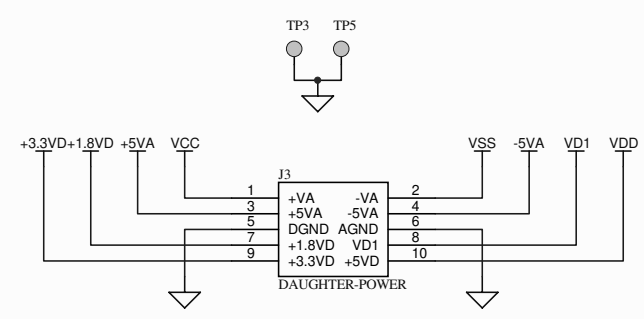 TP3 TP5
+3.3VD +1.8VD +5VA VCC VSS -5VA VD1 VDD
J3
1 +VA -VA 2
3 +5VA -5VA 4
5 DGND AGND 6
7 +1.8VD VD1 8
9 +3.3VD +5VD 10
DAUGHTER-POWER